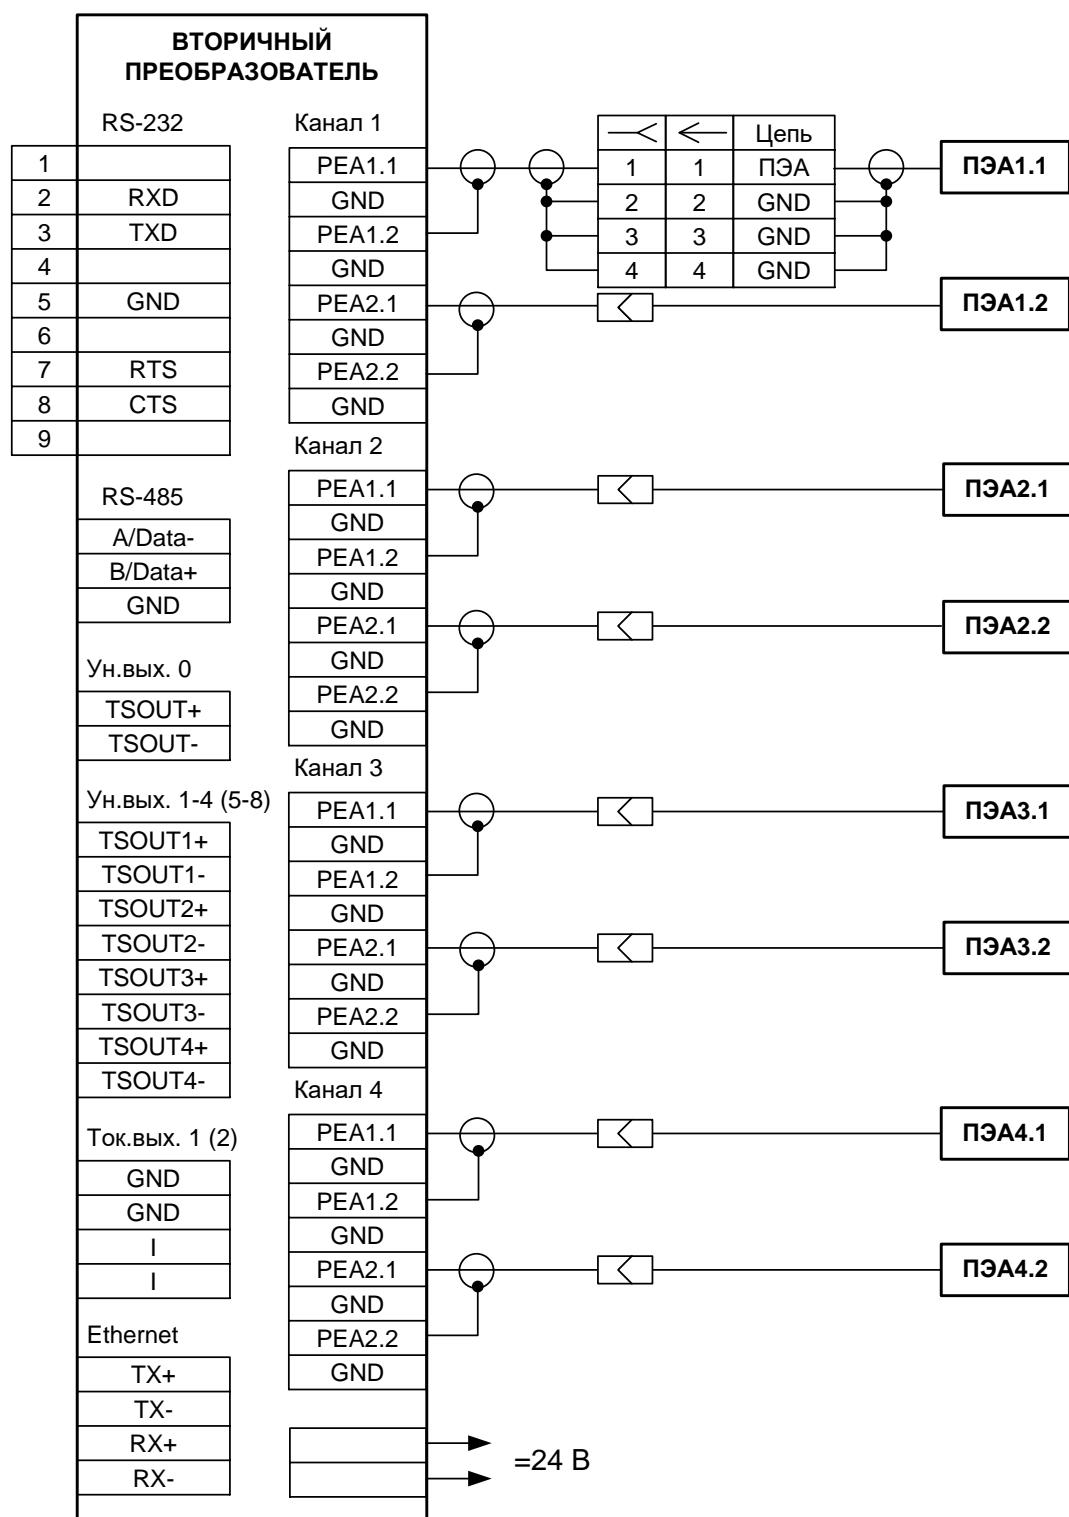 ВТОРИЧНЫЙ
ПРЕОБРАЗОВАТЕЛЬ
RS-232
1
2 RXD
3 TXD
4
5 GND
6
7 RTS
8 CTS
9
RS-485
A/Data-
B/Data+
GND
Ун.вых. 0
TSOUT+
TSOUT-
Ун.вых. 1-4 (5-8)
TSOUT1+
TSOUT1-
TSOUT2+
TSOUT2-
TSOUT3+
TSOUT3-
TSOUT4+
TSOUT4-
Ток.вых. 1 (2)
GND
GND
I
I
Ethernet
TX+
TX-
RX+
RX-
Канал 1
PEA1.1
GND
PEA1.2
GND
PEA2.1
GND
PEA2.2
GND
Канал 2
PEA1.1
GND
PEA1.2
GND
PEA2.1
GND
PEA2.2
GND
Канал 3
PEA1.1
GND
PEA1.2
GND
PEA2.1
GND
PEA2.2
GND
Канал 4
PEA1.1
GND
PEA1.2
GND
PEA2.1
GND
PEA2.2
GND
=24 В
Цепь
1 1 ПЭА
2 2 GND
3 3 GND
4 4 GND
ПЭА1.1
ПЭА1.2
ПЭА2.1
ПЭА2.2
ПЭА3.1
ПЭА3.2
ПЭА4.1
ПЭА4.2